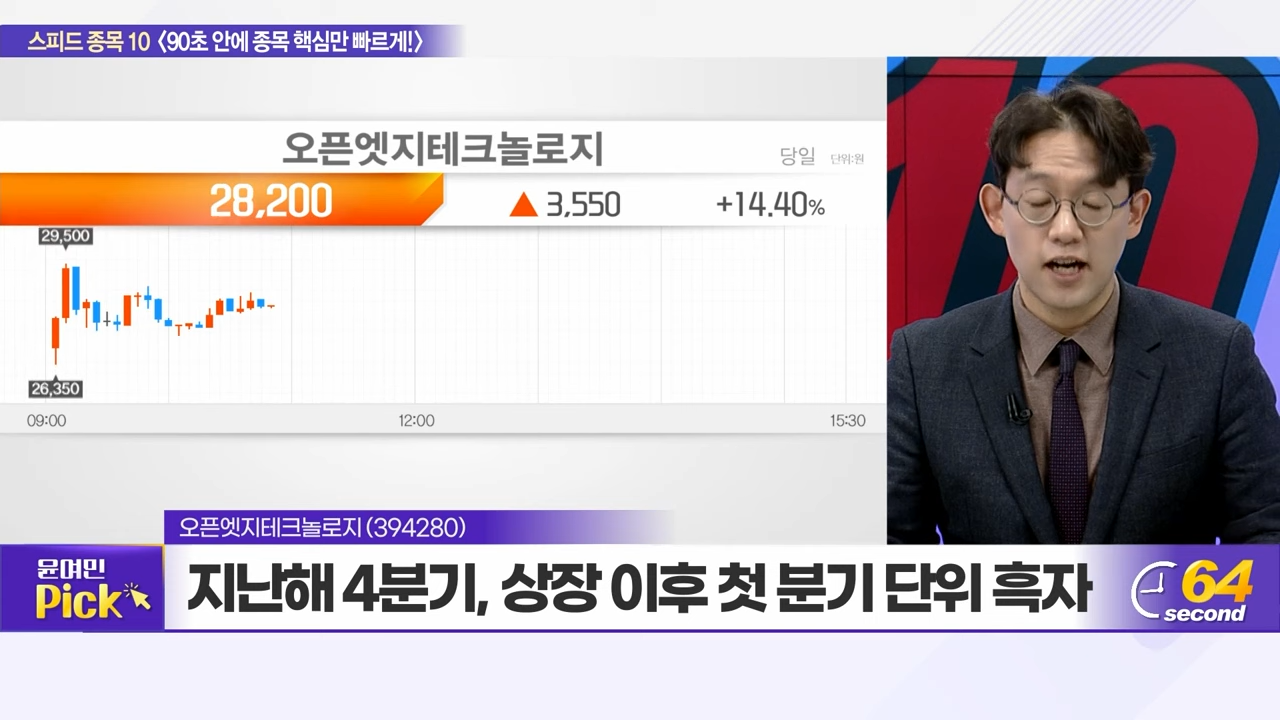 스피드 종목 10 〈90초 안에 종목 핵심만 빠르게!〉
오픈엣지테크놀로지
당일 단위:원
28,200 ▲ 3,550 +14.40%
29,500
26,350
09:00 12:00 15:30
오픈엣지테크놀로지 (394280)
윤여민
Pick
지난해 4분기, 상장 이후 첫 분기 단위 흑자
64
second
10